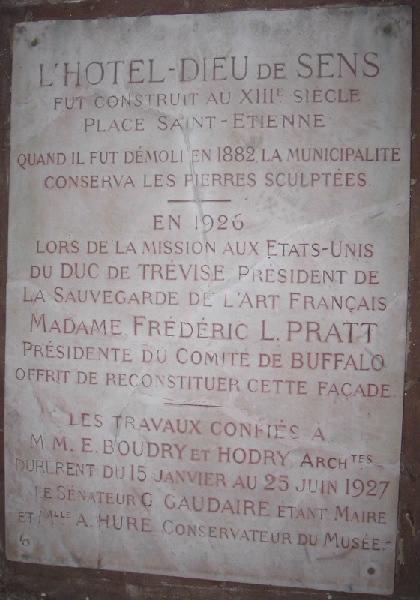 L'HOTEL-DIEU DE SENS
FUT CONSTRUIT AU XIIIE SIÈCLE
PLACE SAINT-ETIENNE
QUAND IL FUT DÉMOLI EN 1882, LA MUNICIPALITE
CONSERVA LES PIERRES SCULPTÉES.
EN 1926
LORS DE LA MISSION AUX ETATS-UNIS
DU DUC DE TRÉVISE PRÉSIDENT DE
LA SAUVEGARDE DE L'ART FRANÇAIS
MADAME FRÉDÉRIC L. PRATT
PRÉSIDENTE DU COMITÉ DE BUFFALO
OFFRIT DE RECONSTITUER CETTE FAÇADE.
LES TRAVAUX CONFIÉS A
M.M. E. BOUDRY ET HODRY, ARCHTES
DURERENT DU 15 JANVIER AU 25 JUIN 1927
LE SÉNATEUR G. GAUDAIRE ÉTANT MAIRE
ET MELLE A. HURE CONSERVATEUR DU MUSÉE.-